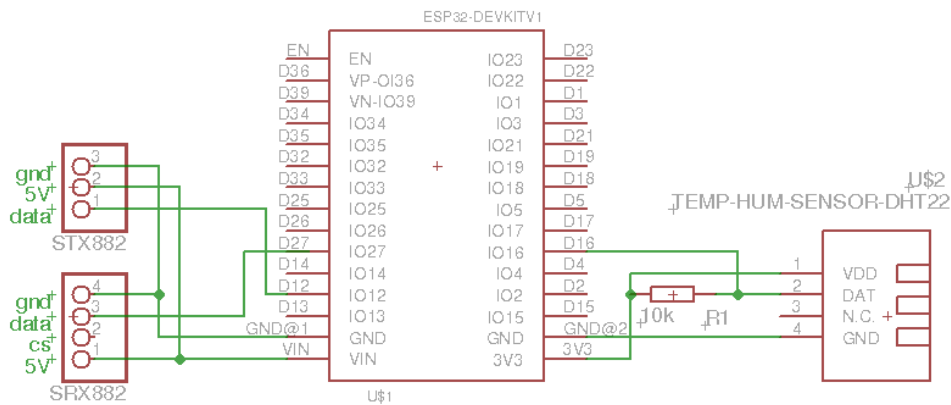 ESP32-DEVKITV1
EN EN IO23 D23
D36 VP-OI36 IO22 D22
D39 VN-IO39 IO1 D1
D34 IO34 IO3 D3
D35 IO35 IO21 D21
D32 IO32 IO19 D19
D33 IO33 IO18 D18
D25 IO25 IO5 D5
D26 IO26 IO17 D17
D27 IO27 IO16 D16
D14 IO14 IO4 D4
D12 IO12 IO2 D2
D13 IO13 IO15 D15
GND@1 GND GND GND@2
VIN VIN 3V3 3V3
U$1
gnd 3
5V 2
data 1
STX882
gnd 4
data 3
cs 2
5V 1
SRX882
U$2
TEMP-HUM-SENSOR-DHT22
1 VDD
2 DAT
3 N.C.
4 GND
10k R1